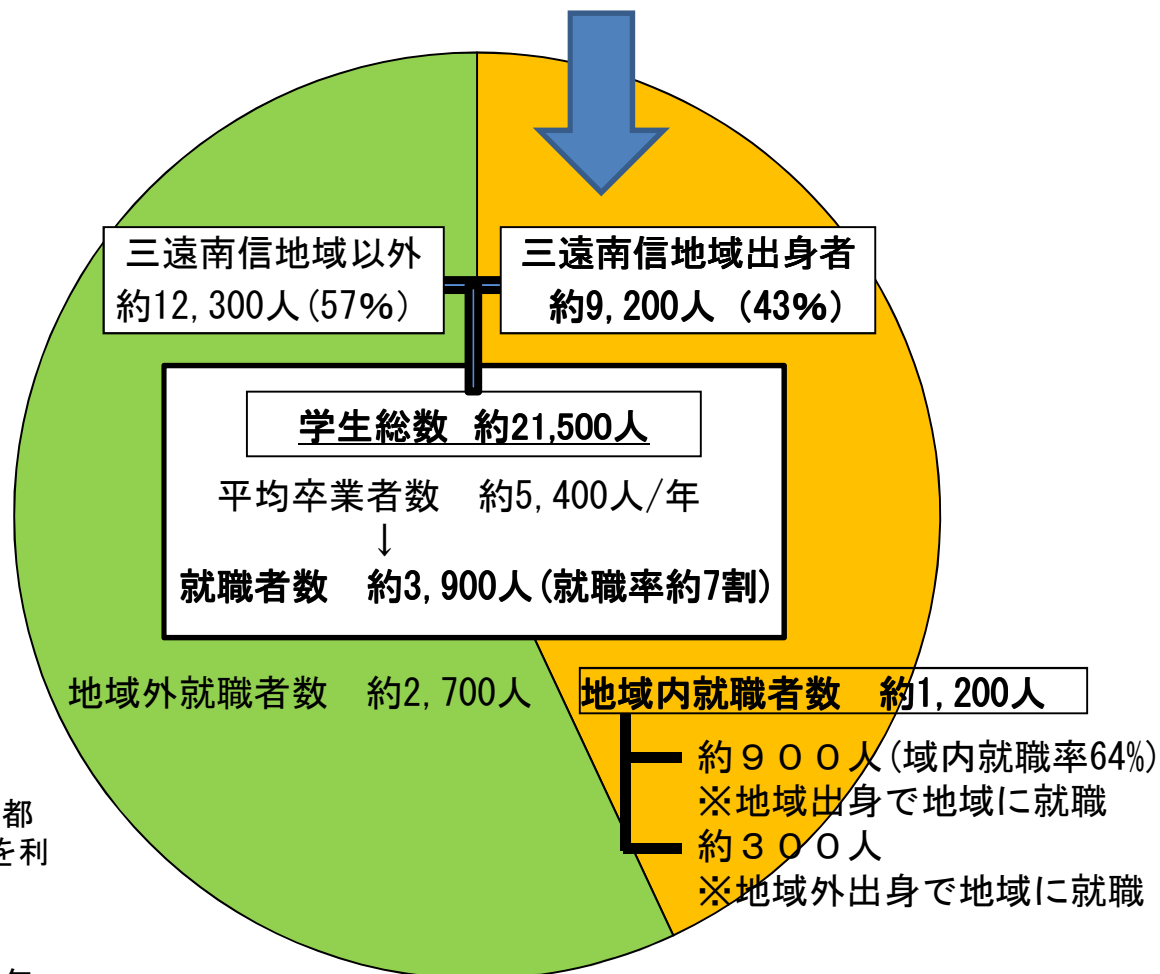 三遠南信地域以外
約12,300人(57%)
三遠南信地域出身者
約9,200人 (43%)
学生総数　約21,500人
平均卒業者数　約5,400人/年
↓
就職者数　約3,900人(就職率約7割)
地域外就職者数　約2,700人
地域内就職者数　約1,200人
約９００人(域内就職率64%)
※地域出身で地域に就職
約３００人
※地域外出身で地域に就職
都
を利